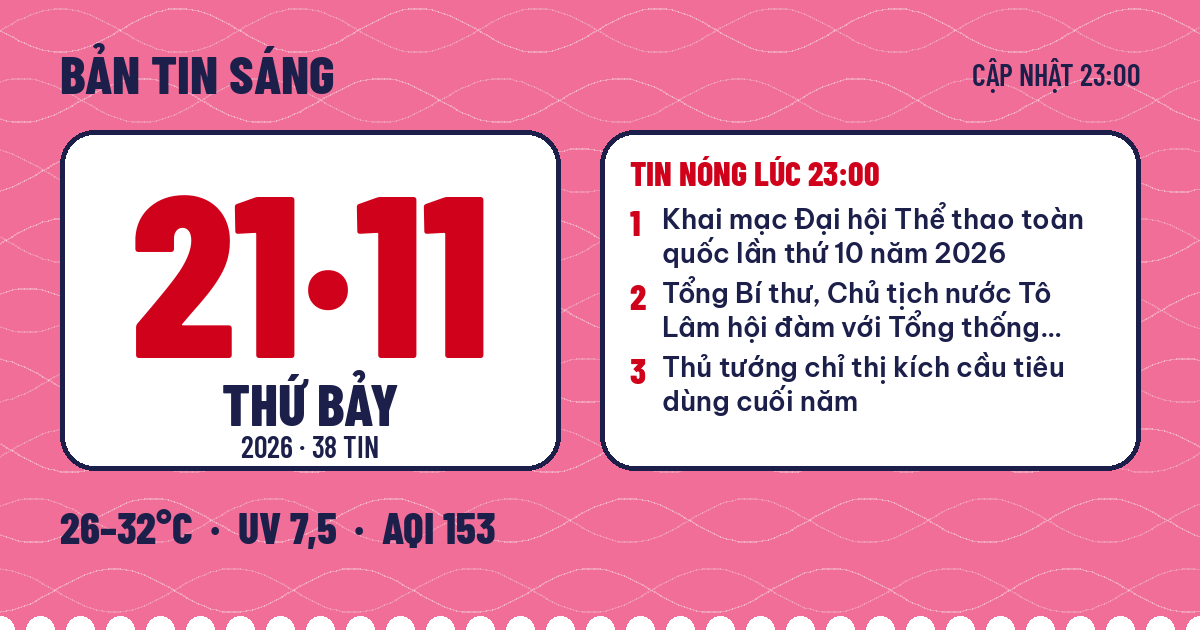 BẢN TIN SÁNG
CẬP NHẬT 23:00
21·11
THỨ BẢY
2026 · 38 TIN
TIN NÓNG LÚC 23:00
1 Khai mạc Đại hội Thể thao toàn
quốc lần thứ 10 năm 2026
2 Tổng Bí thư, Chủ tịch nước Tô
Lâm hội đàm với Tổng thống...
3 Thủ tướng chỉ thị kích cầu tiêu
dùng cuối năm
26–32°C · UV 7,5 · AQI 153